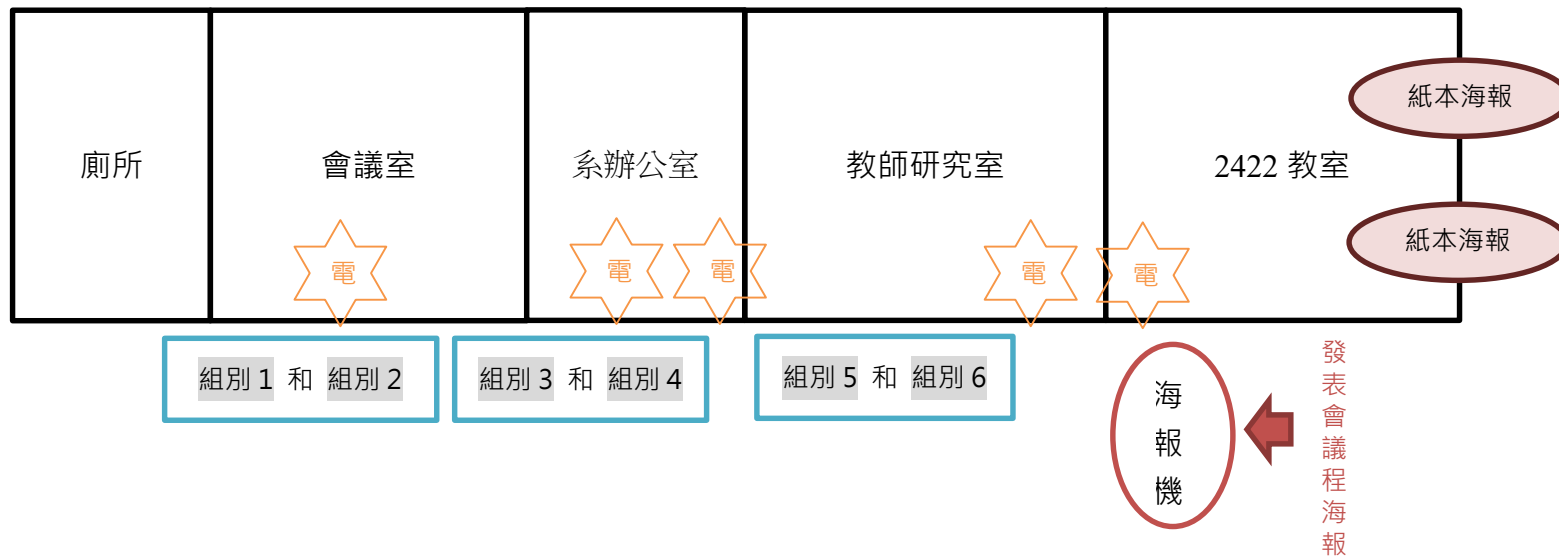 紙本海報
廁所
會議室
系辦公室
教師研究室
2422 教室
紙本海報
電
電
電
電
電
組別 1 和 組別 2
組別 3 和 組別 4
組別 5 和 組別 6
海報機
發表會議程海報